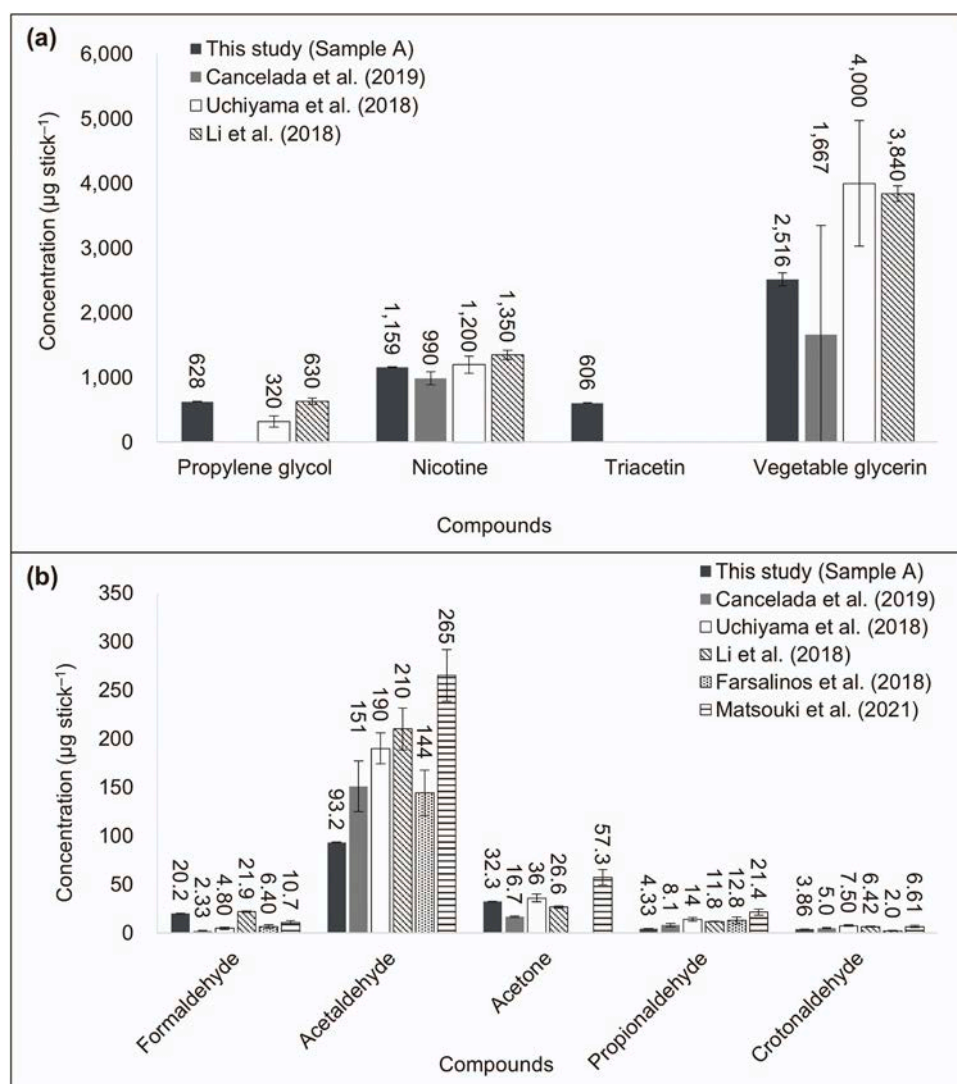 (a)
This study (Sample A)
Cancelada et al. (2019)
Uchiyama et al. (2018)
Li et al. (2018)
Concentration (µg stick⁻¹)
6,000
5,000
4,000
3,000
2,000
1,000
0
628
320
630
1,159
990
1,200
1,350
606
2,516
1,667
4,000
3,840
Propylene glycol
Nicotine
Triacetin
Vegetable glycerin
Compounds
(b)
This study (Sample A)
Cancelada et al. (2019)
Uchiyama et al. (2018)
Li et al. (2018)
Farsalinos et al. (2018)
Matsouki et al. (2021)
Concentration (µg stick⁻¹)
350
300
250
200
150
100
50
0
20.2
2.33
4.80
21.9
6.40
10.7
93.2
151
190
210
144
265
32.3
16.7
36
26.6
57.3
4.33
8.1
14
11.8
12.8
21.4
3.86
5.0
7.50
6.42
2.0
6.61
Formaldehyde
Acetaldehyde
Acetone
Propionaldehyde
Crotonaldehyde
Compounds